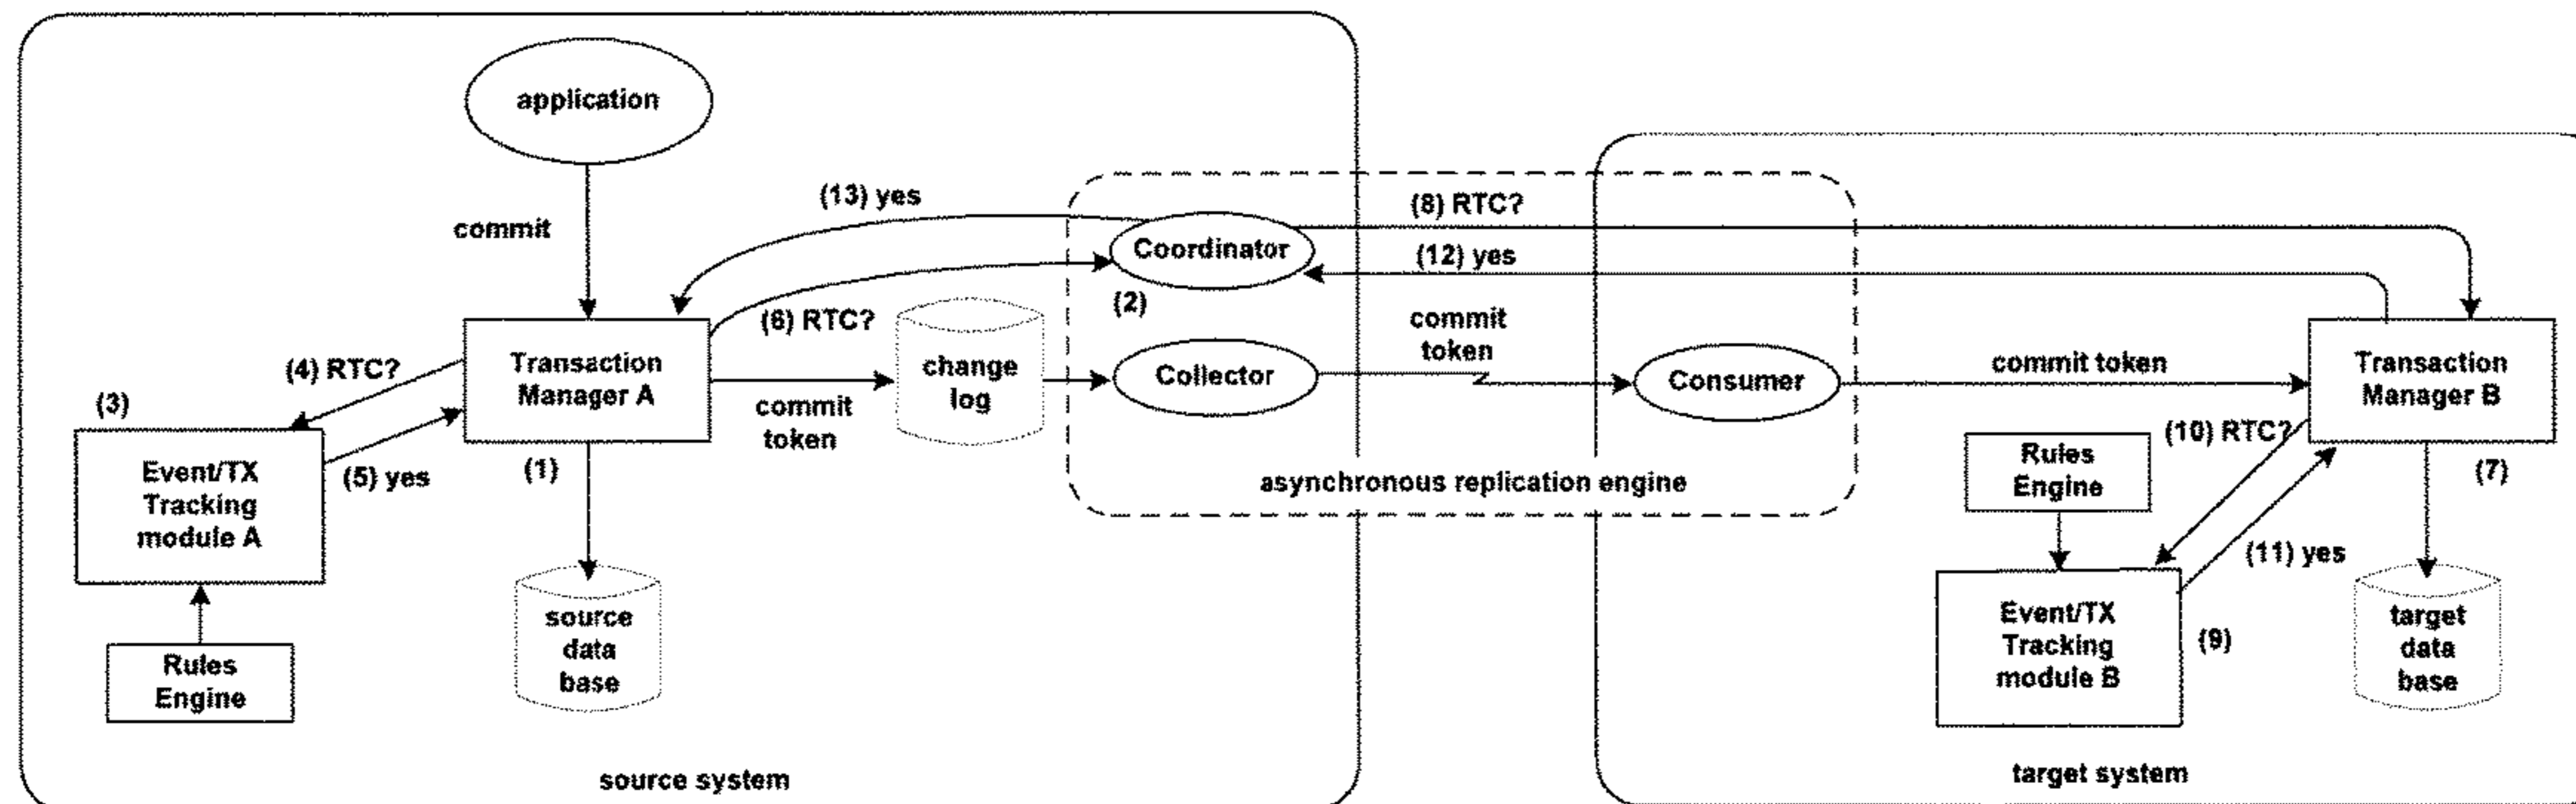 application
commit
(13) yes
(8) RTC?
Coordinator
(12) yes
(2)
(6) RTC?
(4) RTC?
Transaction
Manager A
change
log
Collector
commit
token
Consumer
commit token
Transaction
Manager B
(3)
commit
token
(1)
(5) yes
Event/TX
Tracking
module A
asynchronous replication engine
Rules
Engine
(10) RTC?
(7)
(11) yes
source
data
base
Event/TX
Tracking
module B
(9)
target
data
base
Rules
Engine
source system
target system